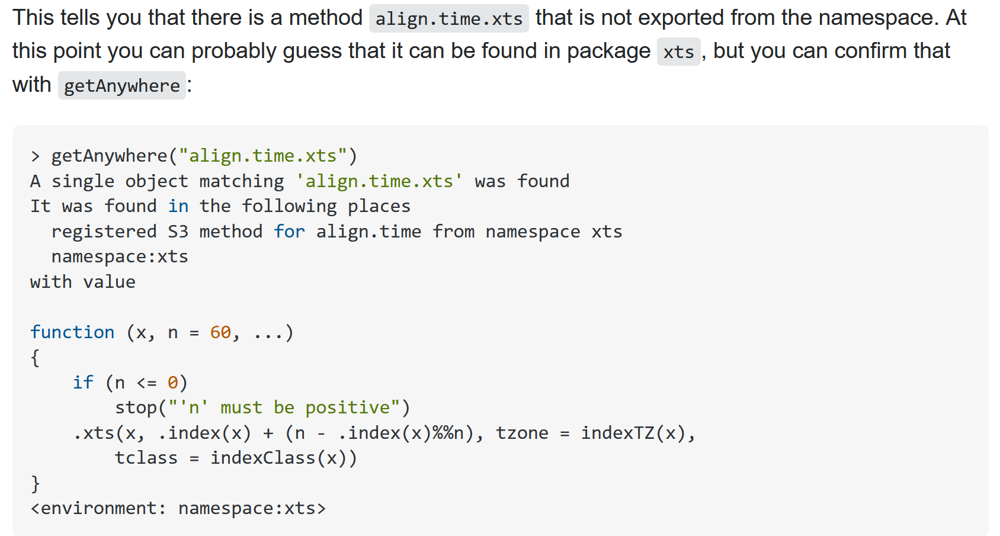 This tells you that there is a method align.time.xts that is not exported from the namespace. At
this point you can probably guess that it can be found in package xts, but you can confirm that
with getAnywhere:
> getAnywhere("align.time.xts")
A single object matching 'align.time.xts' was found
It was found in the following places
  registered S3 method for align.time from namespace xts
  namespace:xts
with value

function (x, n = 60, ...)
{
    if (n <= 0)
        stop("'n' must be positive")
    .xts(x, .index(x) + (n - .index(x)%%n), tzone = indexTZ(x),
        tclass = indexClass(x))
}
<environment: namespace:xts>